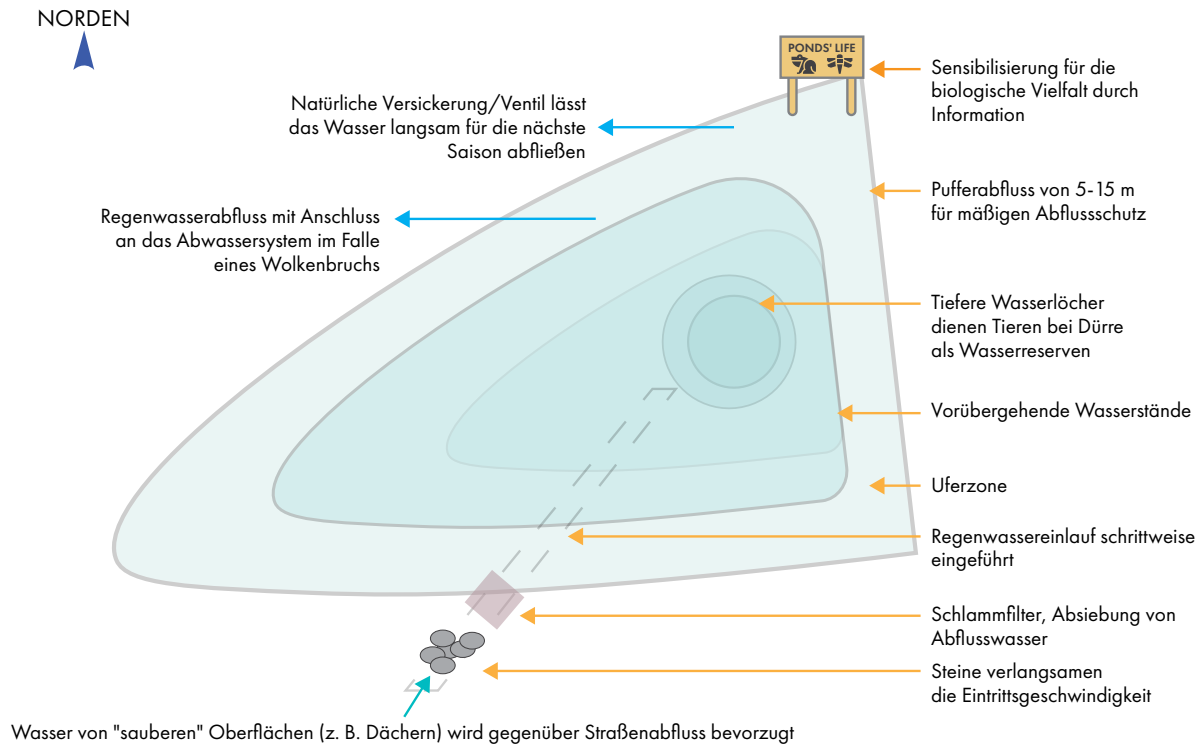 NORDEN
PONDS' LIFE
Sensibilisierung für die
biologische Vielfalt durch
Information
Natürliche Versickerung/Ventil lässt
das Wasser langsam für die nächste
Saison abfließen
Pufferabfluss von 5-15 m
für mäßigen Abflussschutz
Regenwasserabfluss mit Anschluss
an das Abwassersystem im Falle
eines Wolkenbruchs
Tiefere Wasserlöcher
dienen Tieren bei Dürre
als Wasserreserven
Vorübergehende Wasserstände
Uferzone
Regenwassereinlauf schrittweise
eingeführt
Schlammfilter, Absiebung von
Abflusswasser
Steine verlangsamen
die Eintrittsgeschwindigkeit
Wasser von "sauberen" Oberflächen (z. B. Dächern) wird gegenüber Straßenabfluss bevorzugt